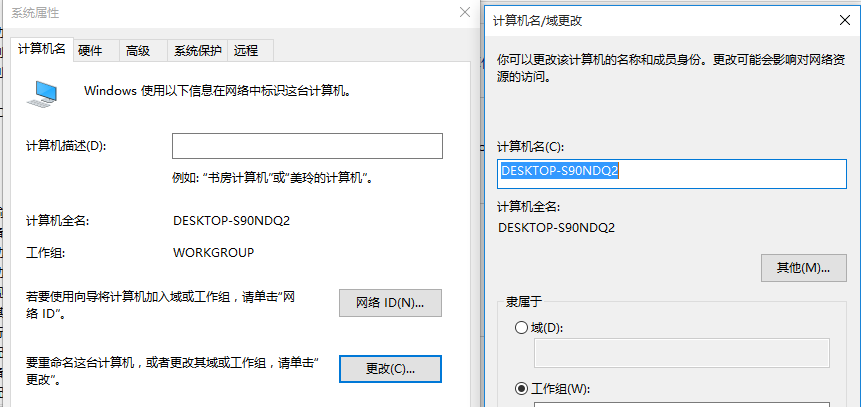 系统属性
计算机名
硬件
高级
系统保护
远程
Windows 使用以下信息在网络中标识这台计算机。
计算机描述(D):
例如: "书房计算机"或"美玲的计算机"。
计算机全名:
DESKTOP-S90NDQ2
工作组:
WORKGROUP
若要使用向导将计算机加入域或工作组，请单击"网
络 ID"。
网络 ID(N)...
要重命名这台计算机，或者更改其域或工作组，请单击"
更改"。
更改(C)...
计算机名/域更改
你可以更改该计算机的名称和成员身份。更改可能会影响对网络资
源的访问。
计算机名(C):
DESKTOP-S90NDQ2
计算机全名:
DESKTOP-S90NDQ2
其他(M)...
隶属于
域(D):
工作组(W):